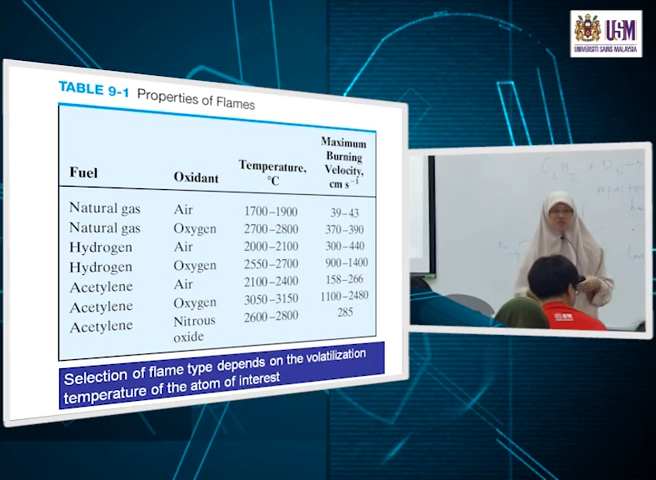 USM
UNIVERSITI SAINS MALAYSIA
TABLE 9-1 Properties of Flames
Fuel Oxidant Temperature, °C Maximum Burning Velocity, cm s⁻¹
Natural gas Air 1700–1900 39–43
Natural gas Oxygen 2700–2800 370–390
Hydrogen Air 2000–2100 300–440
Hydrogen Oxygen 2550–2700 900–1400
Acetylene Air 2100–2400 158–266
Acetylene Oxygen 3050–3150 1100–2480
Acetylene Nitrous oxide 2600–2800 285
Selection of flame type depends on the volatilization
temperature of the atom of interest